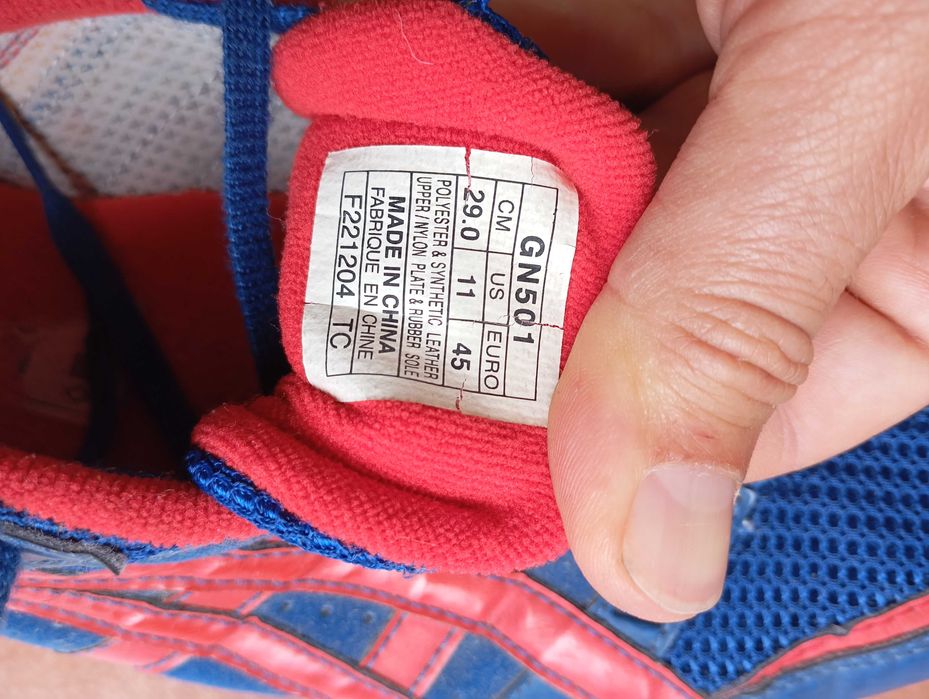 GN501
CM US EURO
29.0 11 45
POLYESTER & SYNTHETIC LEATHER
UPPER / NYLON PLATE & RUBBER SOLE
MADE IN CHINA
FABRIQUE EN CHINE
F221204 TC